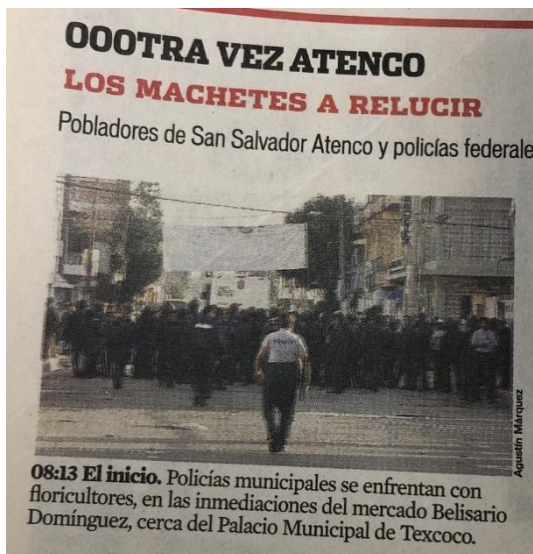 OOOTRA VEZ ATENCO
LOS MACHETES A RELUCIR
Pobladores de San Salvador Atenco y policías federale
Agustín Márquez
08:13 El inicio. Policías municipales se enfrentan con
floricultores, en las inmediaciones del mercado Belisario
Domínguez, cerca del Palacio Municipal de Texcoco.